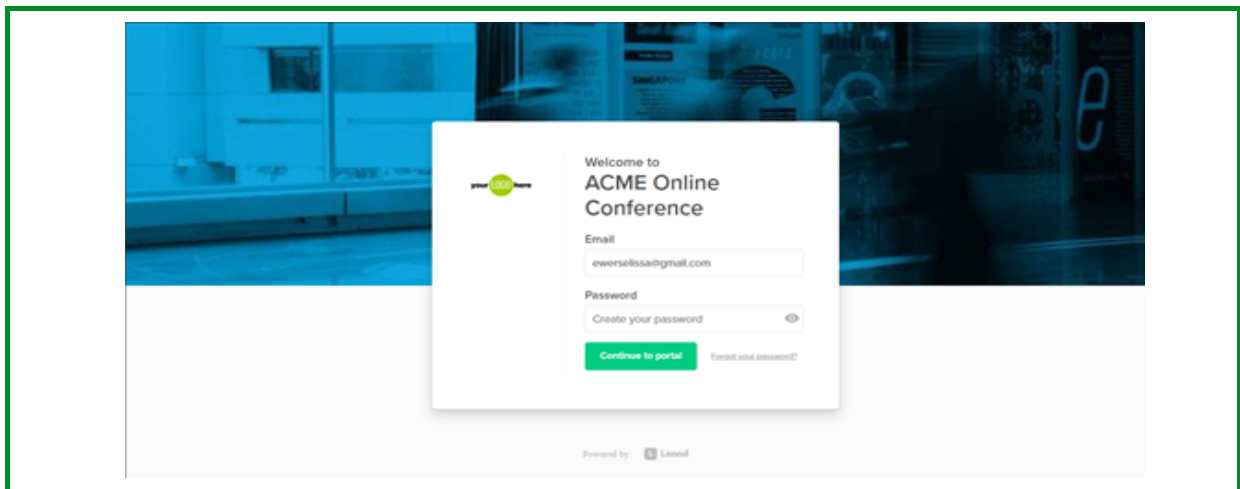 SINGAPORE
e
Welcome to
your LOGO here
ACME Online
Conference
Email
ewerselissa@gmail.com
Password
Create your password
Continue to portal
Forgot your password?
Powered by: Lennd